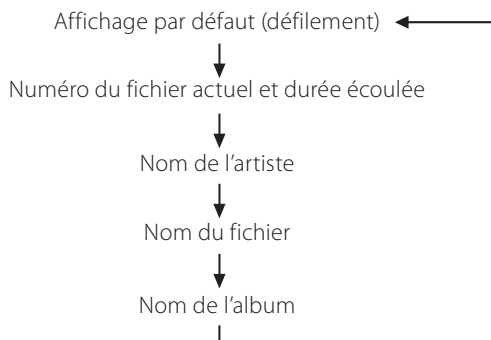 Affichage par défaut (défilement)
Numéro du fichier actuel et durée écoulée
Nom de l’artiste
Nom du fichier
Nom de l’album